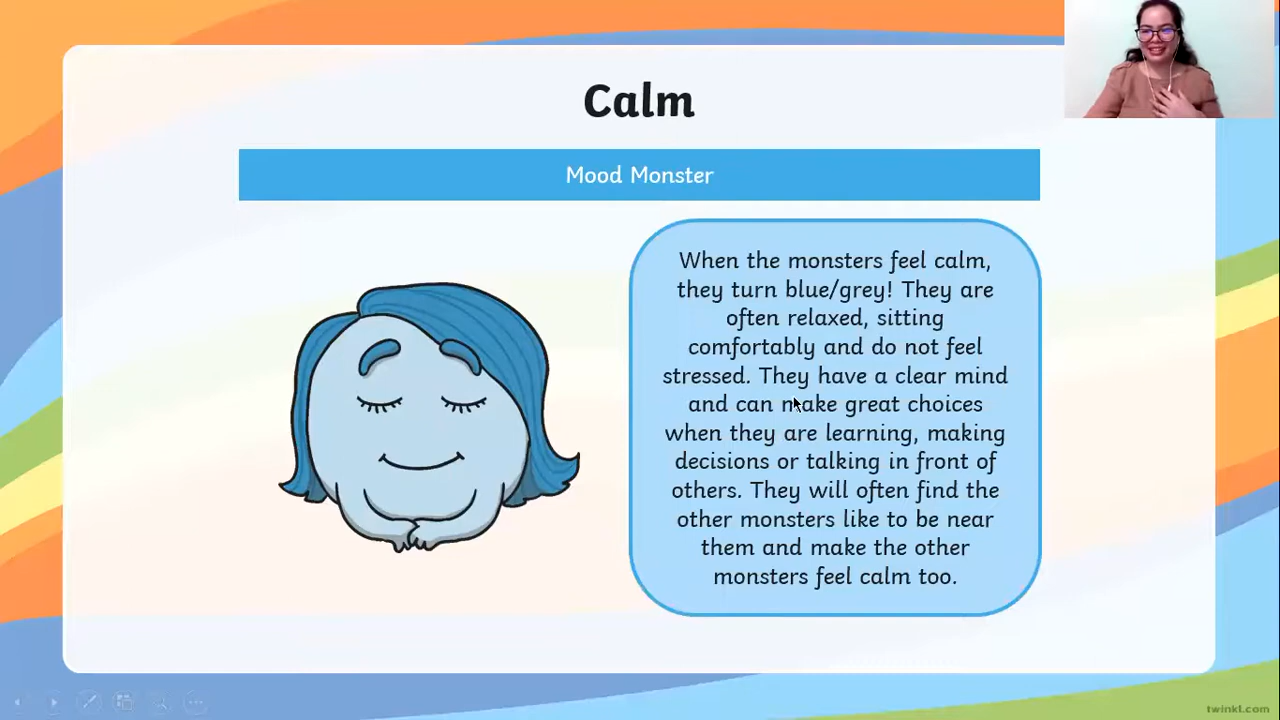 Calm
Mood Monster
When the monsters feel calm,
they turn blue/grey! They are
often relaxed, sitting
comfortably and do not feel
stressed. They have a clear mind
and can make great choices
when they are learning, making
decisions or talking in front of
others. They will often find the
other monsters like to be near
them and make the other
monsters feel calm too.
twinkl.com